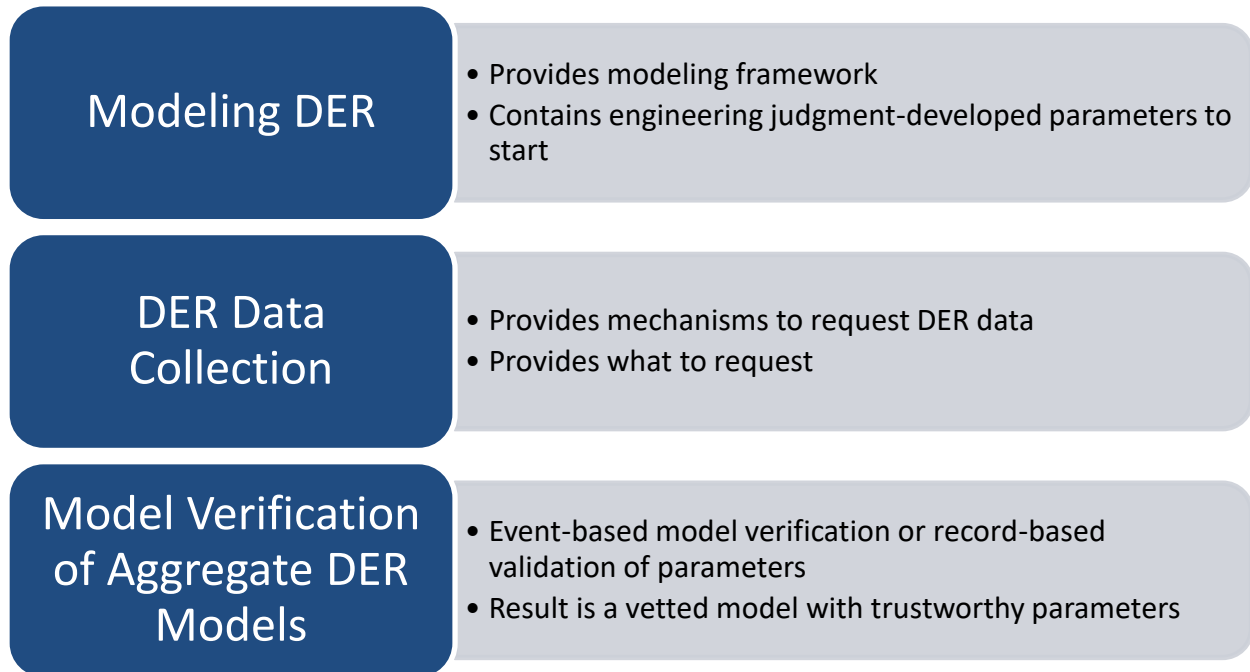 Modeling DER
• Provides modeling framework
• Contains engineering judgment-developed parameters to
start
DER Data
Collection
• Provides mechanisms to request DER data
• Provides what to request
Model Verification
of Aggregate DER
Models
• Event-based model verification or record-based
validation of parameters
• Result is a vetted model with trustworthy parameters